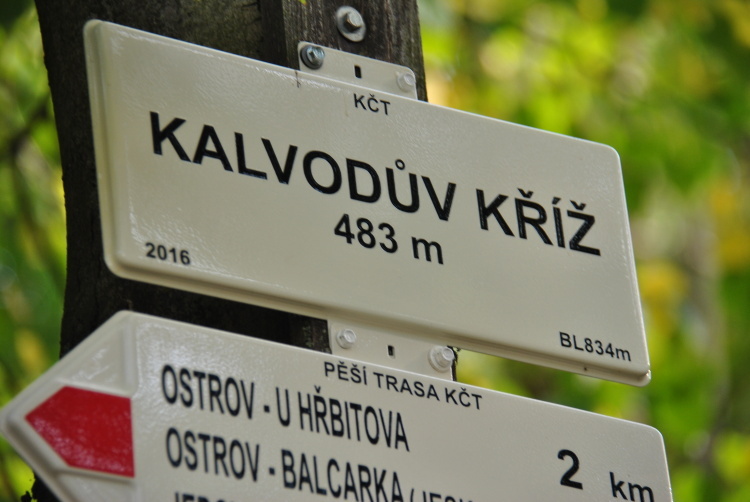 KČT
KALVODŮV KŘÍŽ
483 m
2016
BL834m
PĚŠÍ TRASA KČT
OSTROV - U HŘBITOVA
OSTROV - BALCARKA 2 km